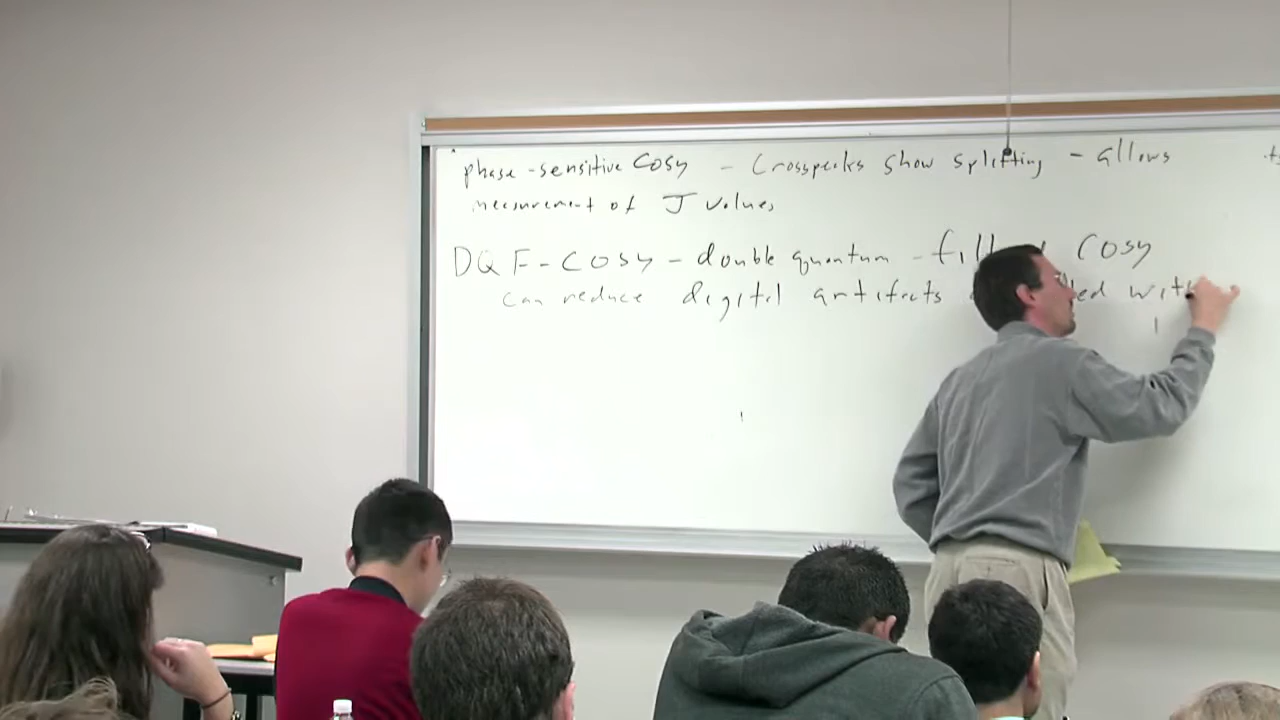 phase-sensitive COSY - Crosspeaks show splitting - allows
measurement of J values
DQF-COSY - double quantum - COSY
can reduce digital artifacts